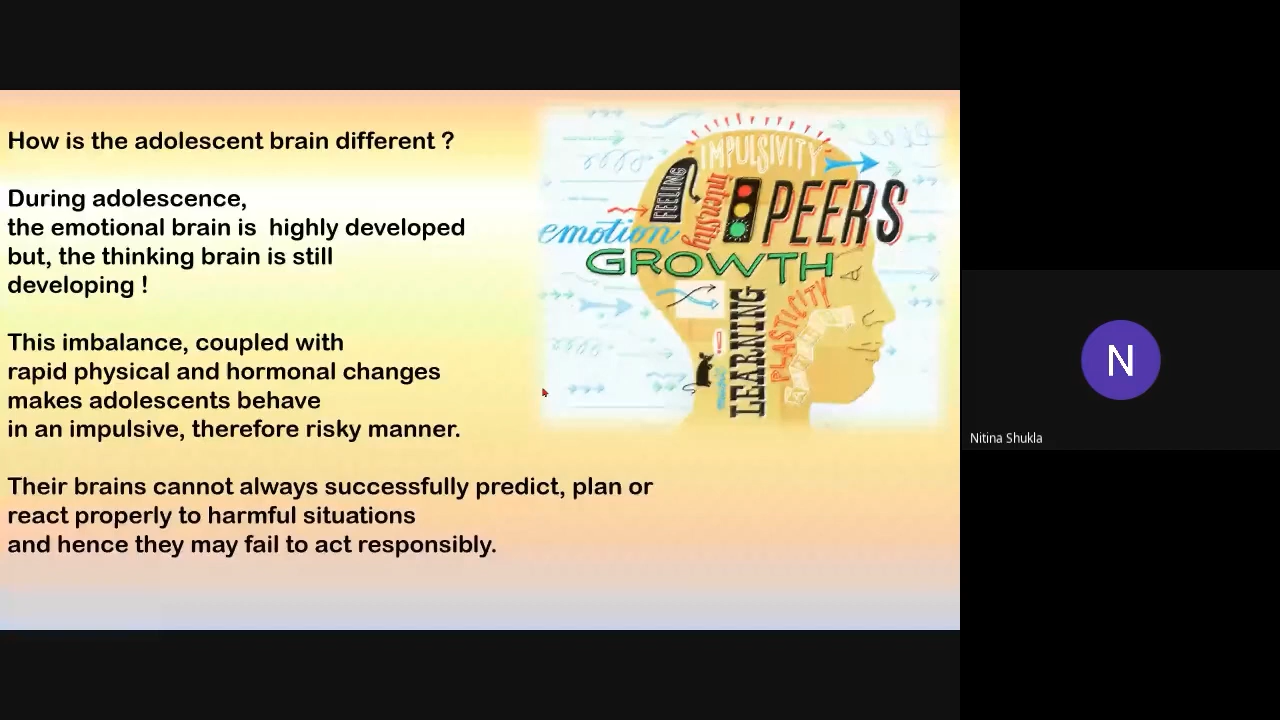 How is the adolescent brain different ?
During adolescence,
the emotional brain is  highly developed
but, the thinking brain is still
developing !
This imbalance, coupled with
rapid physical and hormonal changes
makes adolescents behave
in an impulsive, therefore risky manner.
Their brains cannot always successfully predict, plan or
react properly to harmful situations
and hence they may fail to act responsibly.
IMPULSIVITY
FEELING
intensity
PEERS
emotion
GROWTH
LEARNING
PLASTICITY
N
Nitina Shukla